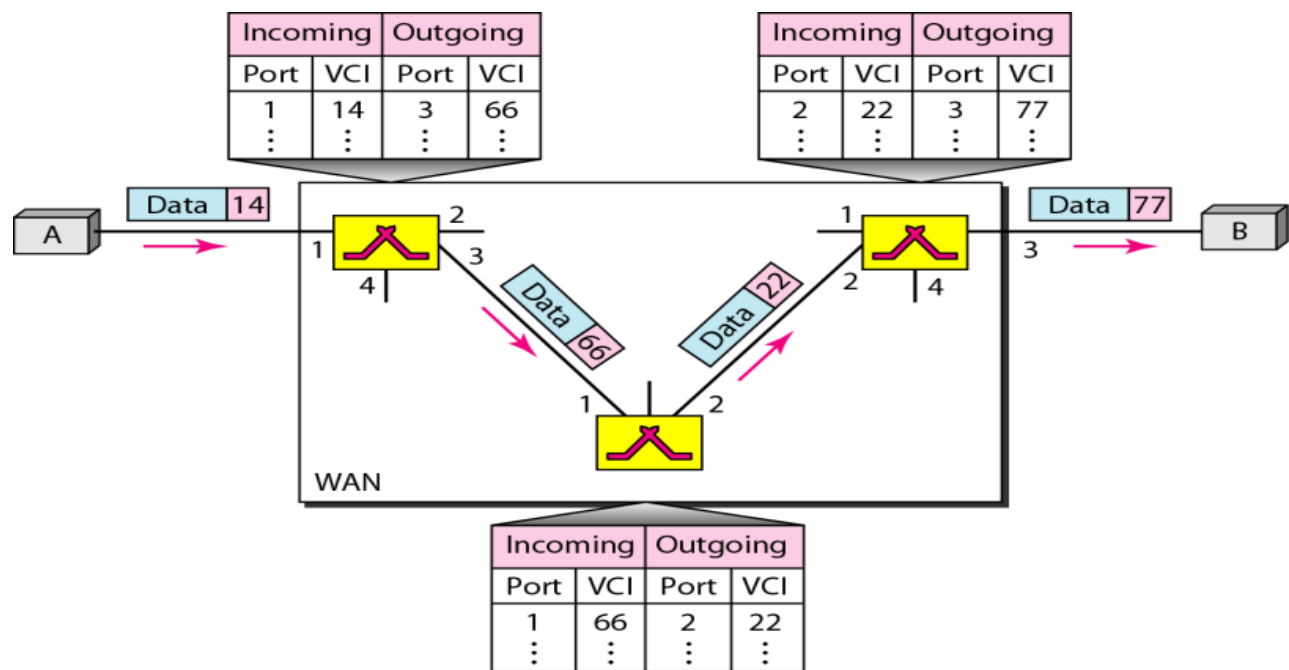 Incoming Outgoing
Port VCI Port VCI
1 14 3 66
⋮ ⋮ ⋮ ⋮
Incoming Outgoing
Port VCI Port VCI
2 22 3 77
⋮ ⋮ ⋮ ⋮
Data 14
Data 77
A
1
2
3
4
1
2
3
4
B
Data 66
Data 22
1
2
WAN
Incoming Outgoing
Port VCI Port VCI
1 66 2 22
⋮ ⋮ ⋮ ⋮